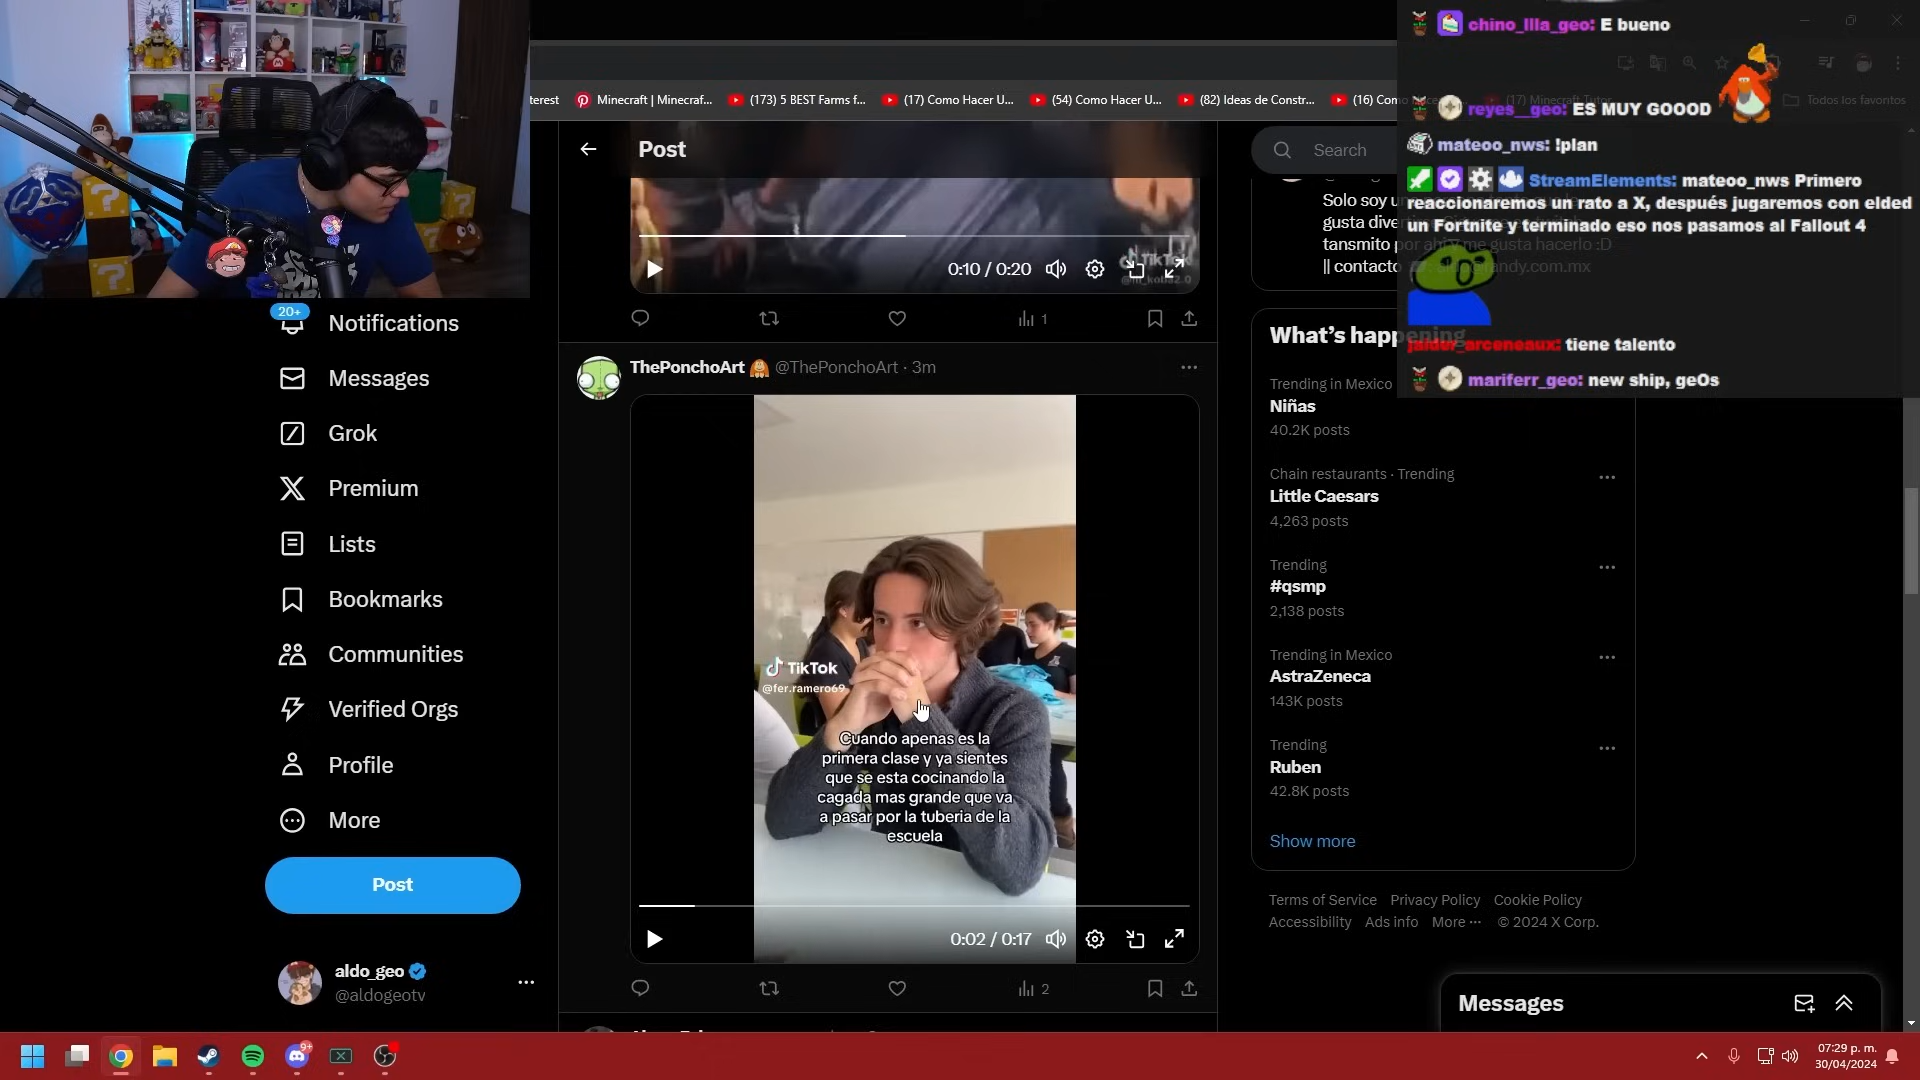 terest
Minecraft | Minecraf...
(173) 5 BEST Farms f...
(17) Como Hacer U...
(54) Como Hacer U...
(82) Ideas de Constr...
Todos los favoritos
chino_llla_geo: E bueno
reyes__geo: ES MUY GOOOD
mateoo_nws: !plan
StreamElements: mateoo_nws Primero
reaccionaremos un rato a X, después jugaremos con elded
un Fortnite y terminado eso nos pasamos al Fallout 4
tiene talento
mariferr_geo: new ship, geOs
Post
0:10 / 0:20
TikTok
1
20+
Notifications
Messages
Grok
Premium
Lists
Bookmarks
Communities
Verified Orgs
Profile
More
Post
aldo_geo
@aldogeotv
ThePonchoArt @ThePonchoArt · 3m
TikTok
@fer.ramero69
Cuando apenas es la
primera clase y ya sientes
que se esta cocinando la
cagada mas grande que va
a pasar por la tuberia de la
escuela
0:02 / 0:17
2
Search
Solo soy u
gusta diver
tansmito por ahi y me gusta hacerlo :D
|| contacto
What's happening
Trending in Mexico
Niñas
40.2K posts
Chain restaurants · Trending
Little Caesars
4,263 posts
Trending
#qsmp
2,138 posts
Trending in Mexico
AstraZeneca
143K posts
Trending
Ruben
42.8K posts
Show more
Terms of Service Privacy Policy Cookie Policy
Accessibility Ads info More ··· © 2024 X Corp.
Messages
9+
07:29 p. m.
30/04/2024